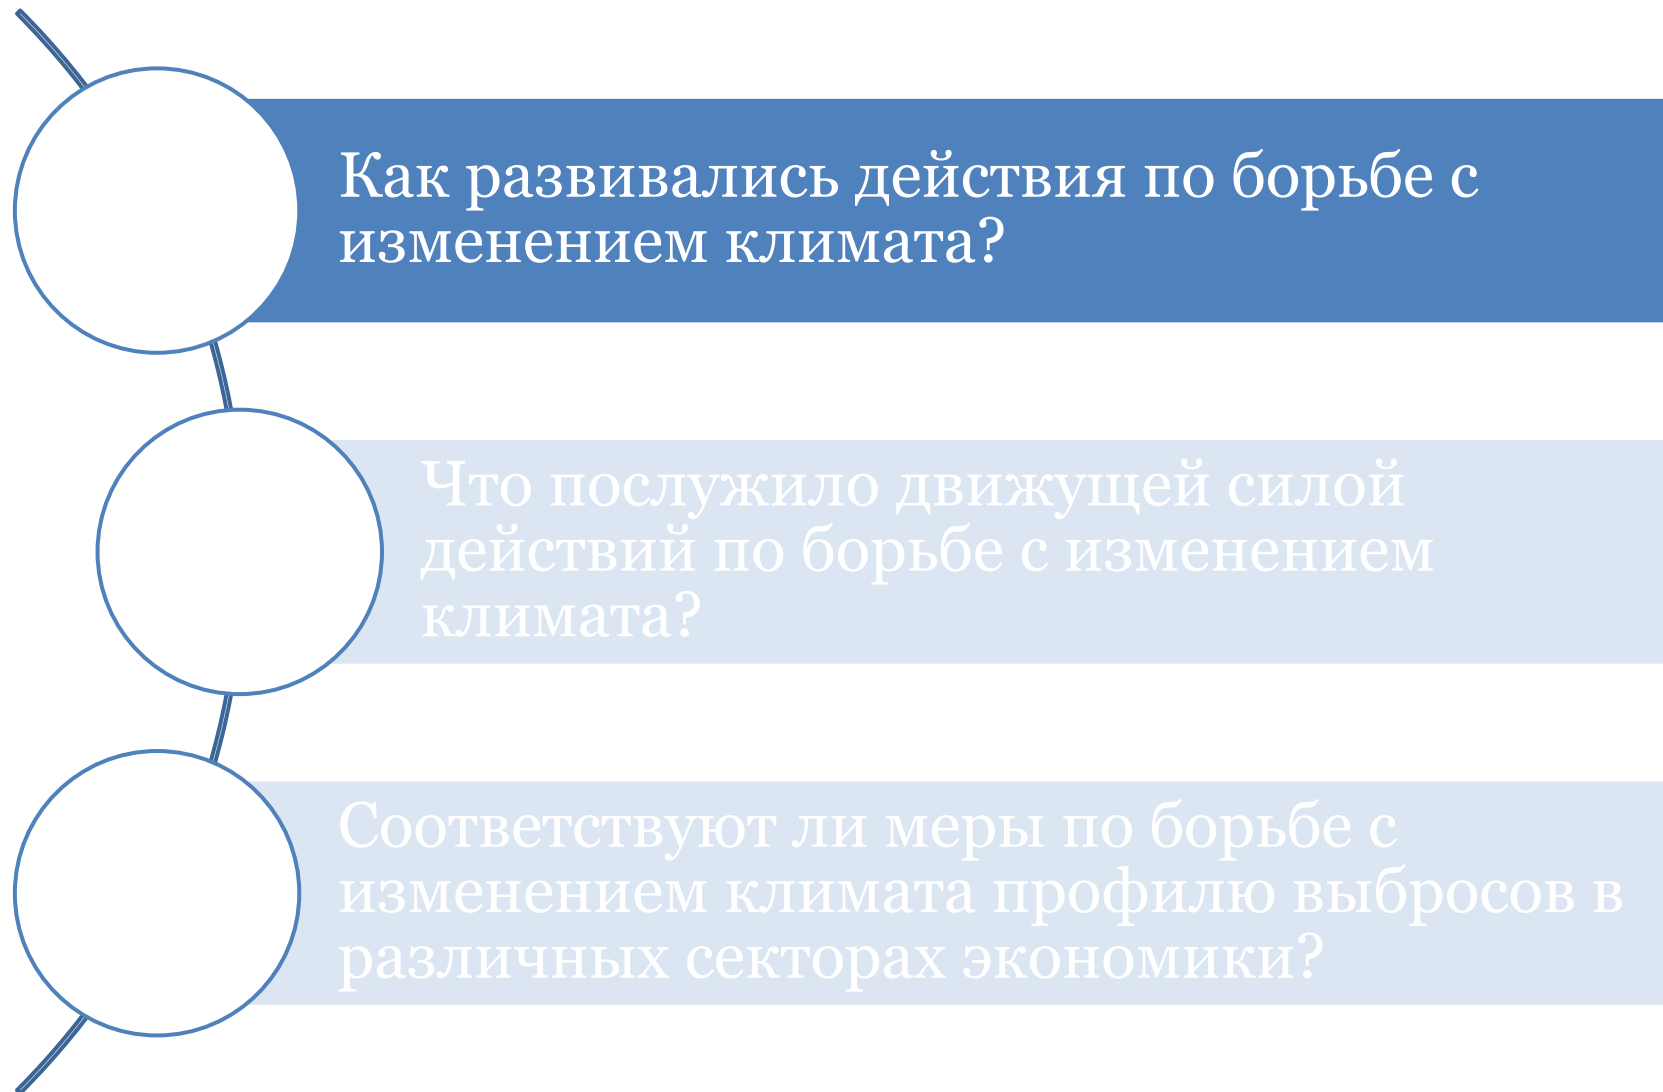 Как развивались действия по борьбе с
изменением климата?
Что послужило движущей силой
действий по борьбе с изменением
климата?
Соответствуют ли меры по борьбе с
изменением климата профилю выбросов в
различных секторах экономики?